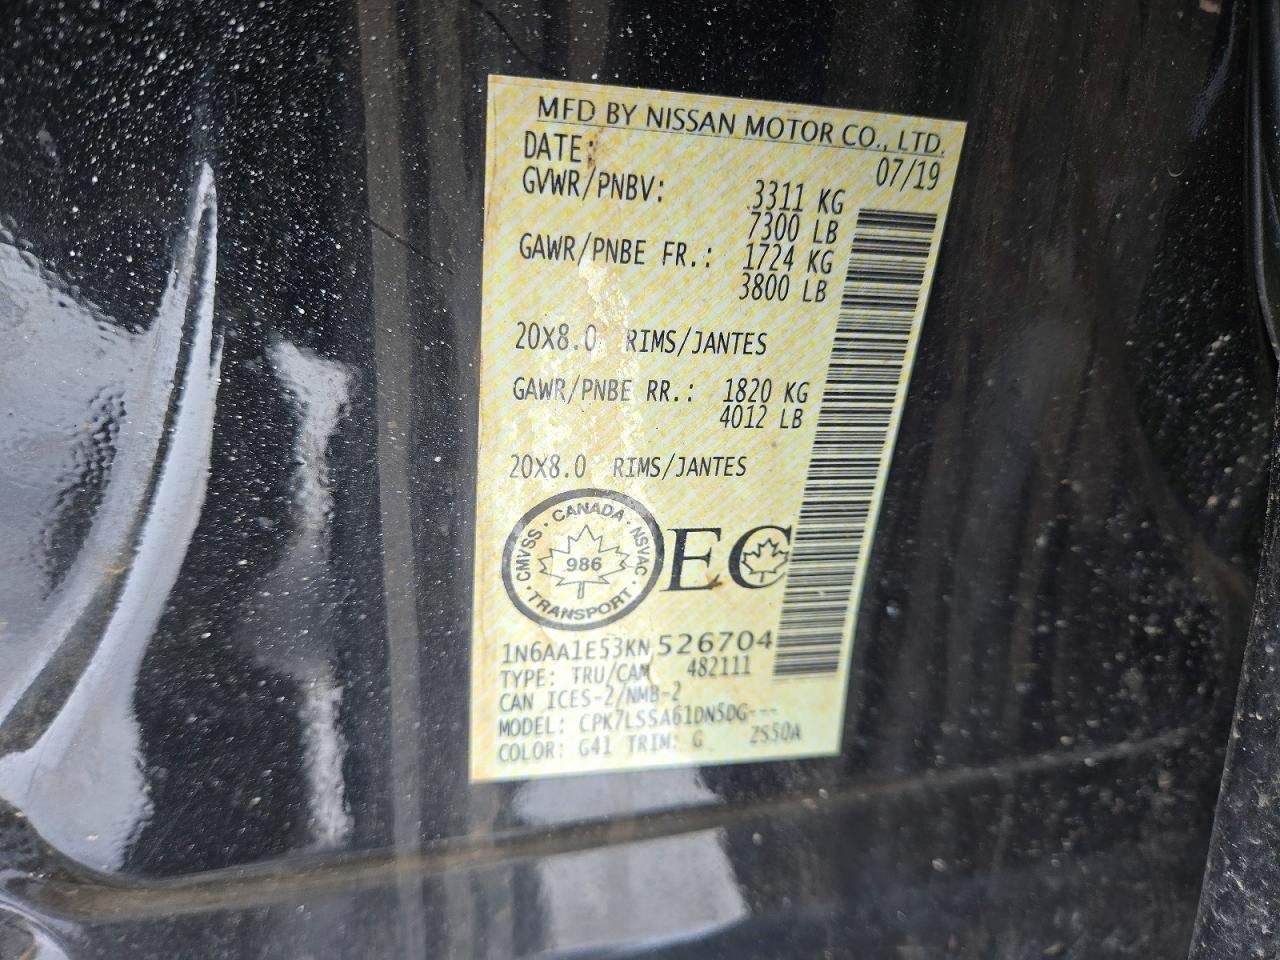 MFD BY NISSAN MOTOR CO., LTD.
DATE: 07/19
GVWR/PNBV: 3311 KG
7300 LB
GAWR/PNBE FR.: 1724 KG
3800 LB
20X8.0 RIMS/JANTES
GAWR/PNBE RR.: 1820 KG
4012 LB
20X8.0 RIMS/JANTES
CMVSS · CANADA · NSVAC · TRANSPORT
986
EC
1N6AA1E53KN526704
TYPE: TRU/CAM 482111
CAN ICES-2/NMB-2
MODEL: CPK7LSSA61DN5DG---
COLOR: G41 TRIM: G 2S50A